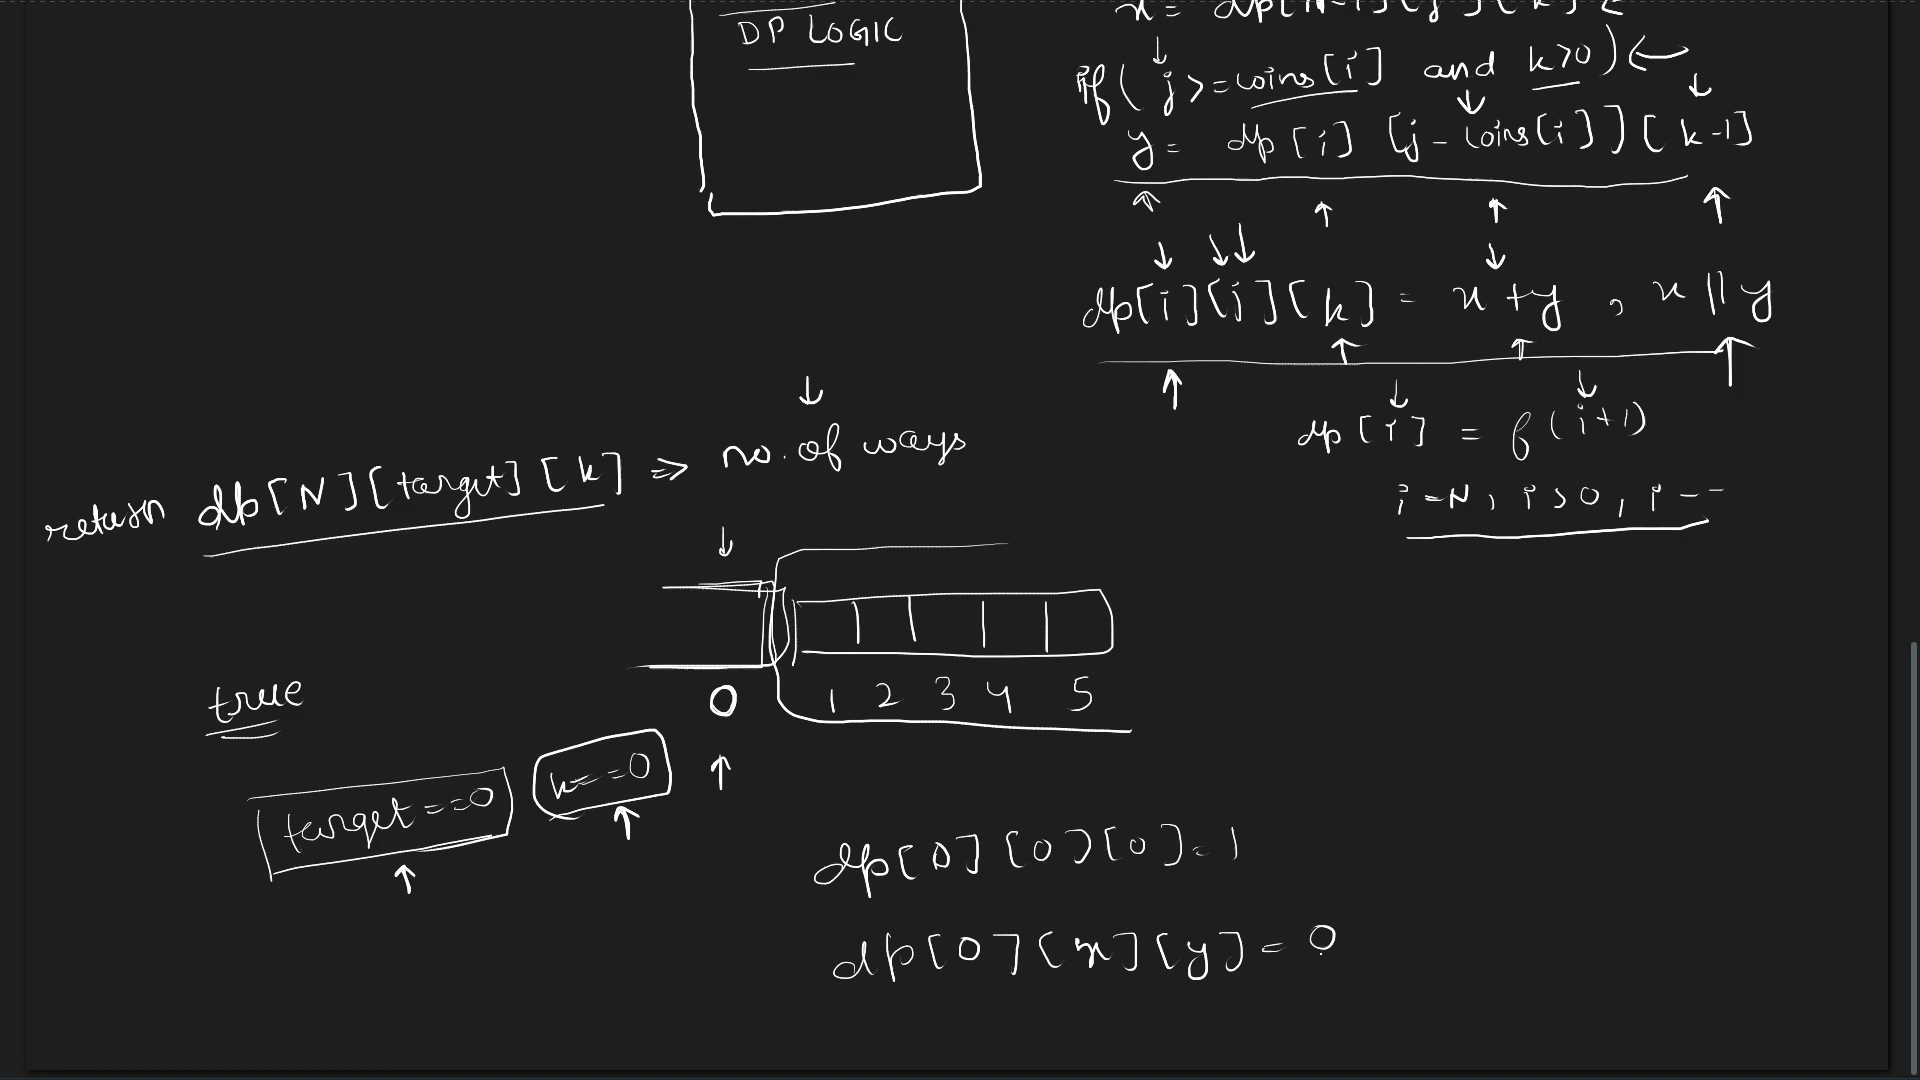 DP LOGIC
if ( j >= coins[i] and k>0 )
y = dp [i] [j - coins[i]] [k-1]
dp[i][j][k] = x + y , x || y
dp[i] = f(i+1)
i = N, i > 0, i--
return dp[N][target][k] => no. of ways
0 1 2 3 4 5
true
target==0 k==0
dp[0][0][0] = 1
dp[0][x][y] = 0